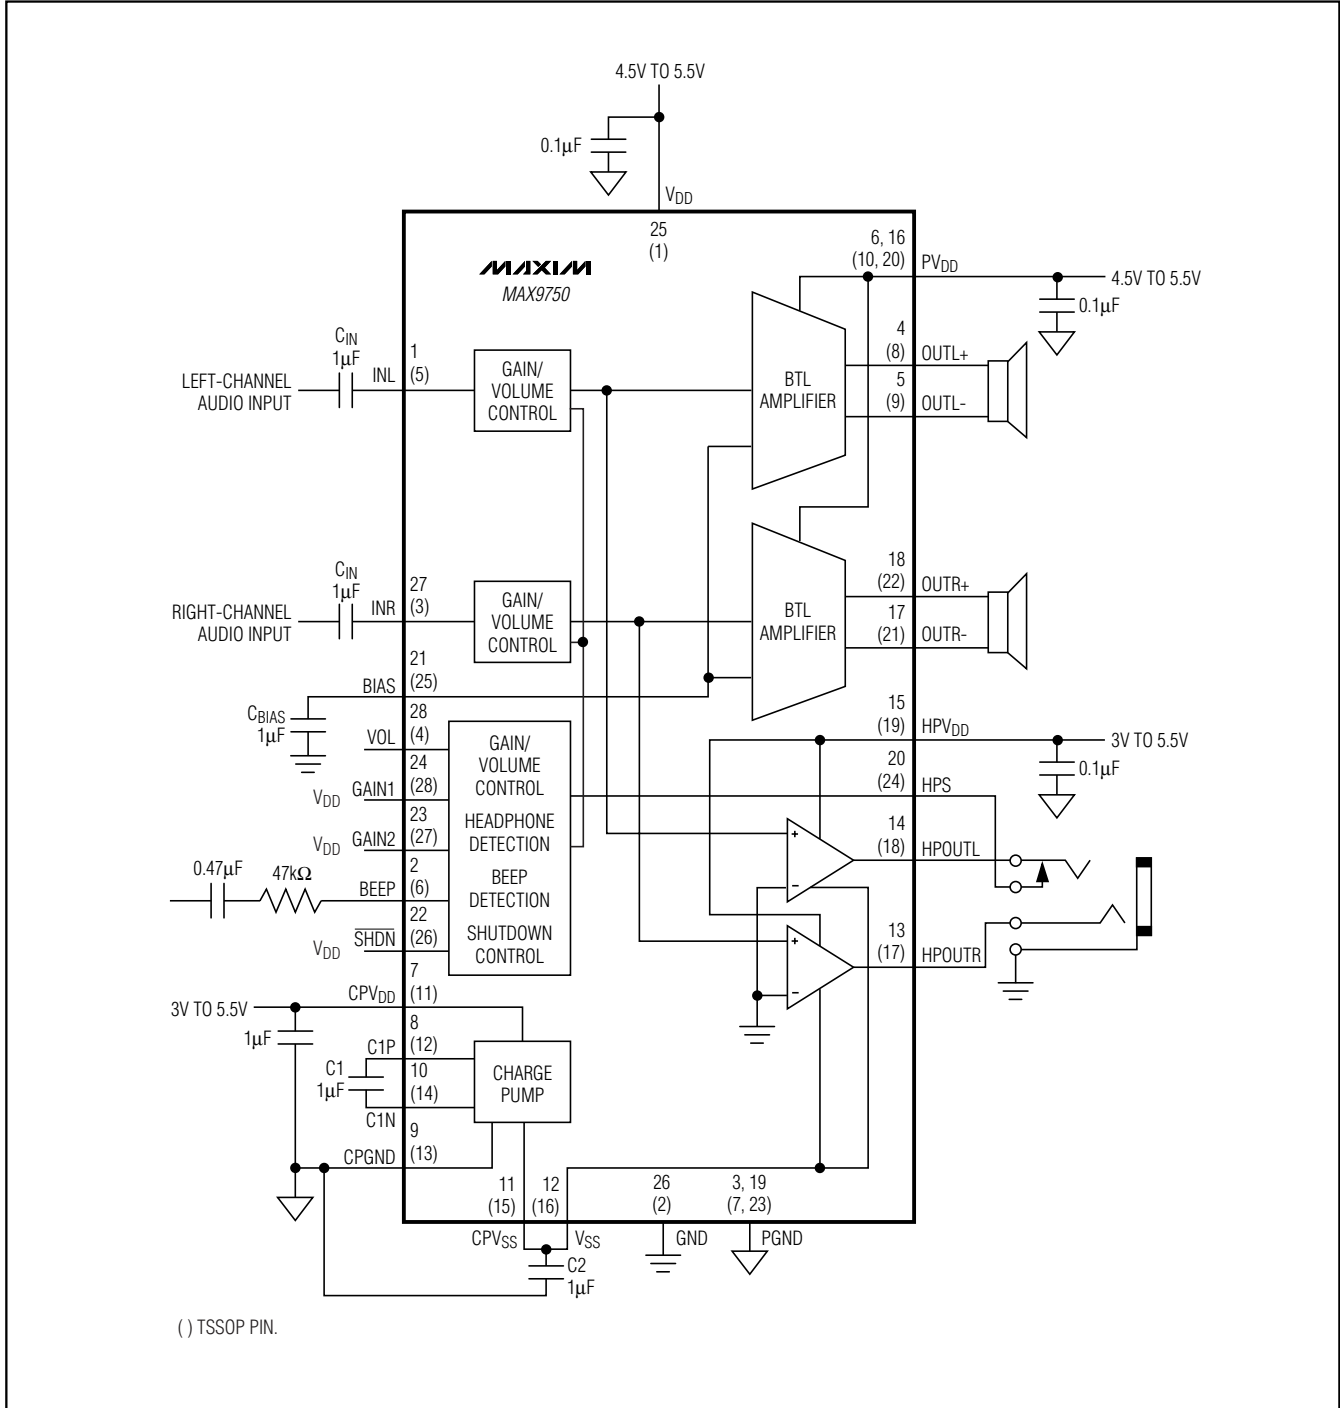 4.5V TO 5.5V
0.1µF
VDD
25
(1)
6, 16
(10, 20)
PVDD
4.5V TO 5.5V
0.1µF
MAXIM
MAX9750
CIN
1µF
LEFT-CHANNEL
AUDIO INPUT
INL
1
(5)
GAIN/
VOLUME
CONTROL
BTL
AMPLIFIER
4
(8)
OUTL+
5
(9)
OUTL-
CIN
1µF
RIGHT-CHANNEL
AUDIO INPUT
INR
27
(3)
GAIN/
VOLUME
CONTROL
BTL
AMPLIFIER
18
(22)
OUTR+
17
(21)
OUTR-
21
(25)
BIAS
CBIAS
1µF
28
(4)
VOL
24
(28)
VDD
GAIN1
23
(27)
VDD
GAIN2
2
(6)
0.47µF
47kΩ
BEEP
22
(26)
VDD
SHDN
GAIN/
VOLUME
CONTROL
HEADPHONE
DETECTION
BEEP
DETECTION
SHUTDOWN
CONTROL
15
(19)
HPVDD
3V TO 5.5V
0.1µF
20
(24)
HPS
14
(18)
HPOUTL
+
−
13
(17)
HPOUTR
+
−
7
(11)
3V TO 5.5V
CPVDD
1µF
8
(12)
C1P
C1
1µF
10
(14)
C1N
CHARGE
PUMP
9
(13)
CPGND
11
(15)
12
(16)
26
(2)
3, 19
(7, 23)
CPVSS
VSS
GND
PGND
C2
1µF
( ) TSSOP PIN.